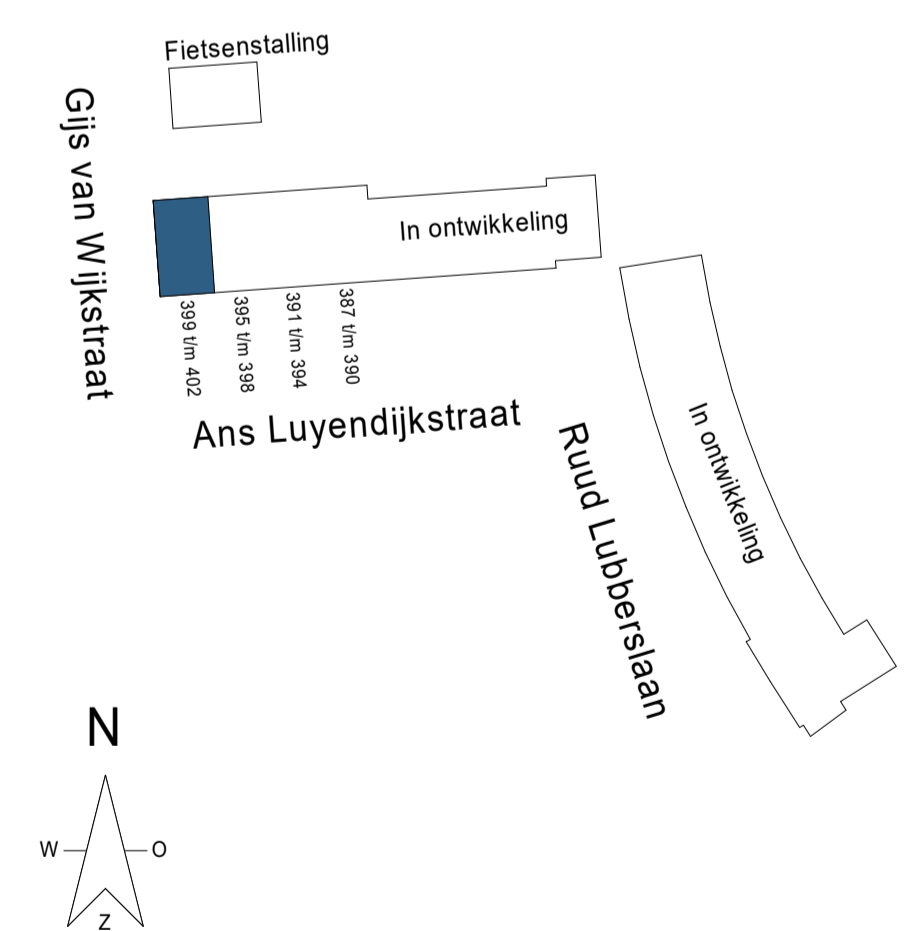 Fietsenstalling
Gijs van Wijkstraat
In ontwikkeling
399 t/m 402
395 t/m 398
391 t/m 394
387 t/m 390
Ans Luyendijkstraat
Ruud Lubberslaan
In ontwikkeling
N
W
O
Z